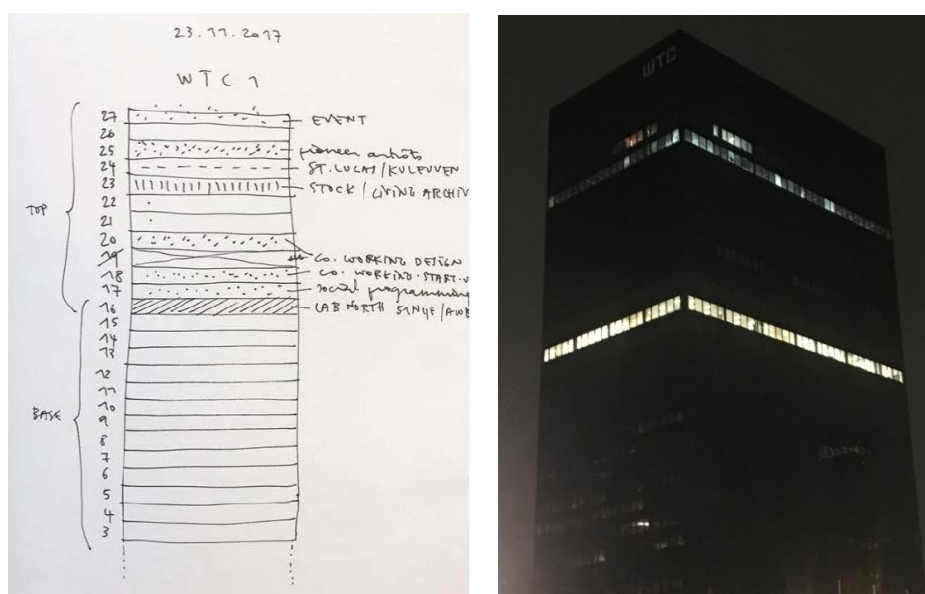 23.11.2017
WTC 1
27 EVENT
26
25 pioneer artists
24 ST. LUCAS/KULEUVEN
23 STOCK / LIVING ARCHIV
22
TOP
21
20
19 CO. WORKING DESIGN
18 CO. WORKING. START-U
17 social programming
16 LAB NORTH
15
14
13
12
11
10
BASE
9
8
7
6
5
4
3
WTC